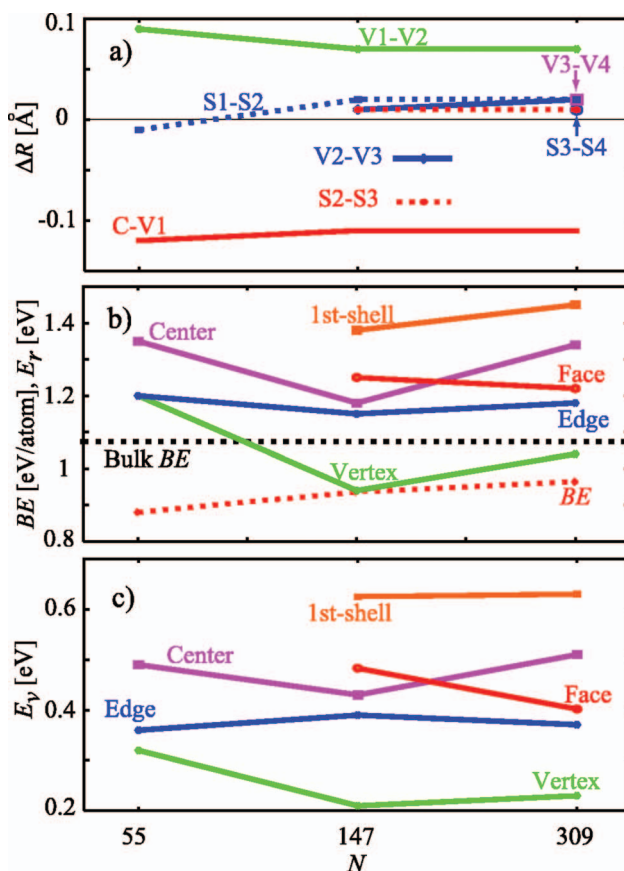 0.1
a)
V1-V2
V3-V4
S1-S2
0
ΔR [Å]
V2-V3
S3-S4
S2-S3
-0.1
C-V1
b)
1st-shell
1.4
Center
Face
1.2
Edge
BE [eV/atom], E_r [eV]
Bulk BE
1
Vertex
BE
0.8
c)
0.6
1st-shell
Center
E_v [eV]
Face
0.4
Edge
Vertex
0.2
55
147
309
N